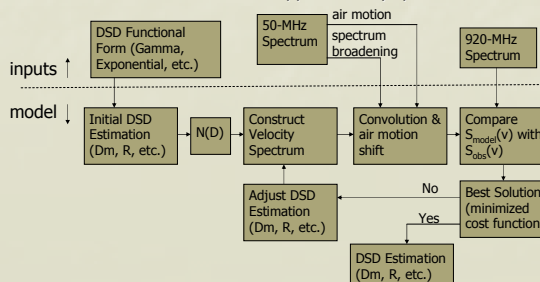 DSD Functional
Form (Gamma,
Exponential, etc.)
50-MHz
Spectrum
air motion
spectrum
broadening
920-MHz
Spectrum
inputs
model
Initial DSD
Estimation
(Dm, R, etc.)
N(D)
Construct
Velocity
Spectrum
Convolution &
air motion
shift
Compare
Smodel(v) with
Sobs(v)
Adjust DSD
Estimation
(Dm, R, etc.)
No
Best Solution
(minimized
cost function
Yes
DSD Estimation
(Dm, R, etc.)